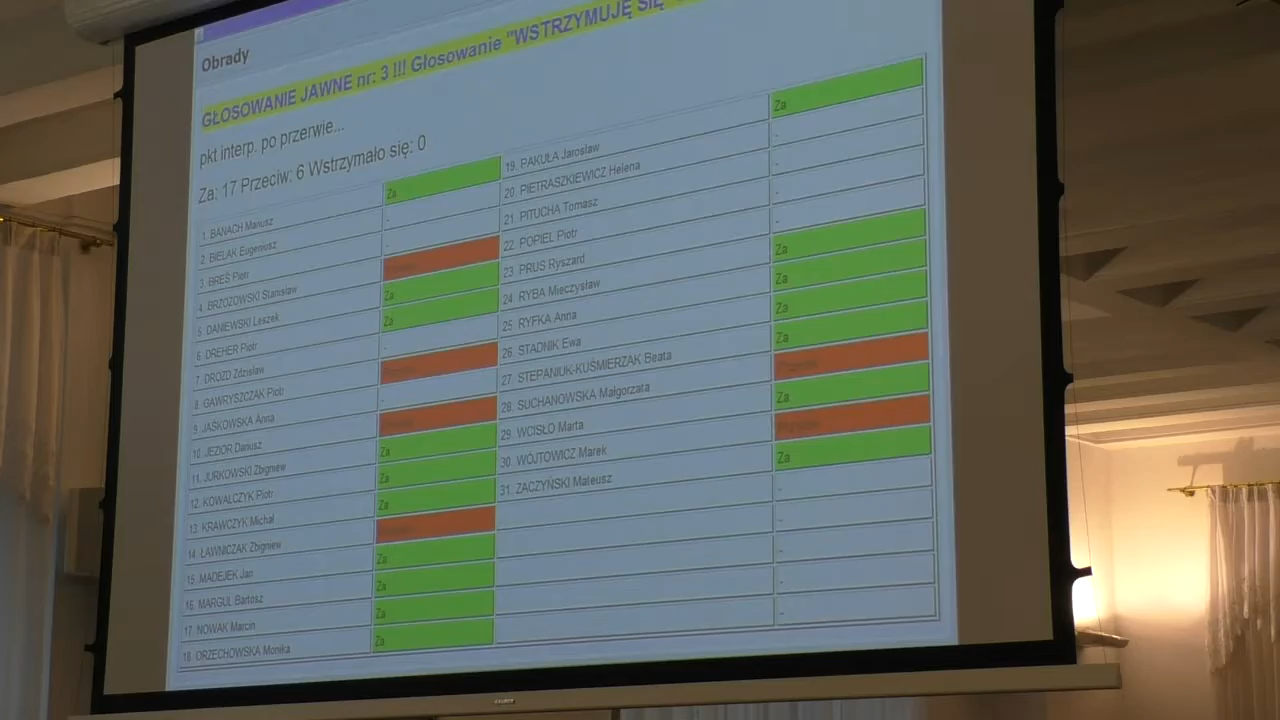 Obrady
GŁOSOWANIE JAWNE nr: 3 !!! Głosowanie "WSTRZYMUJĘ SIĘ
pkt interp. po przerwie...
Za: 17 Przeciw: 6 Wstrzymało się: 0
1. BANACH Mariusz Za
2. BIELAK Eugeniusz -
3. BREŚ Piotr -
4. BRZOZOWSKI Stanisław
5. DANIEWSKI Leszek Za
6. DREHER Piotr Za
7. DROZD Zdzisław -
8. GAWRYSZCZAK Piotr
9. JAŚKOWSKA Anna -
10. JEZIOR Dariusz
11. JURKOWSKI Zbigniew Za
12. KOWALCZYK Piotr Za
13. KRAWCZYK Michał Za
14. ŁAWNICZAK Zbigniew
15. MADEJEK Jan Za
16. MARGUL Bartosz Za
17. NOWAK Marcin Za
18. ORZECHOWSKA Monika Za
19. PAKUŁA Jarosław Za
20. PIETRASZKIEWICZ Helena -
21. PITUCHA Tomasz -
22. POPIEL Piotr -
23. PRUS Ryszard -
24. RYBA Mieczysław Za
25. RYFKA Anna Za
26. STADNIK Ewa Za
27. STEPANIUK-KUŚMIERZAK Beata Za
28. SUCHANOWSKA Małgorzata
29. WCISŁO Marta Za
30. WÓJTOWICZ Marek
31. ZACZYŃSKI Mateusz Za
-
-
-
-
-